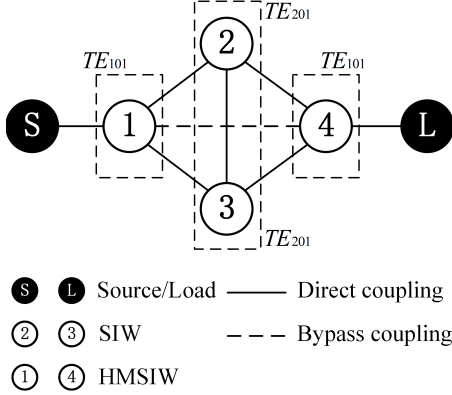 TE201
2
TE101
TE101
S
1
4
L
3
TE201
S L Source/Load Direct coupling
2 3 SIW Bypass coupling
1 4 HMSIW